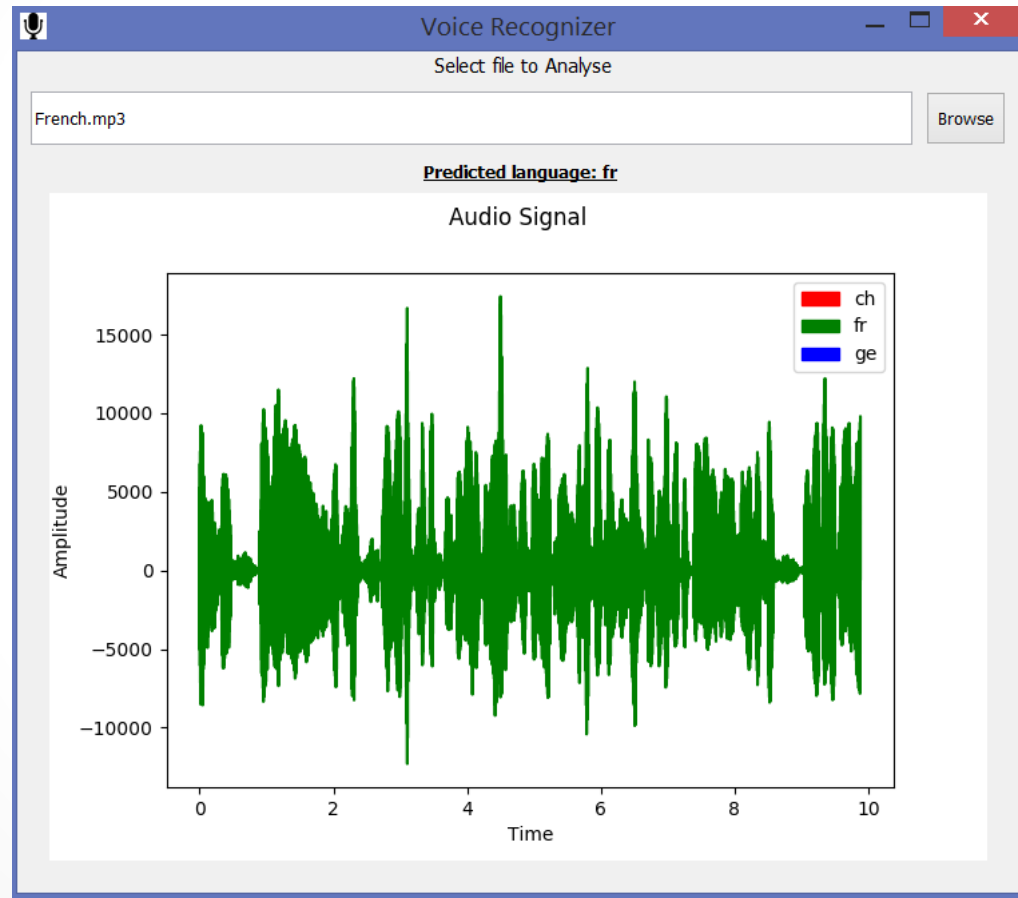 Voice Recognizer
Select file to Analyse
French.mp3
Browse
Predicted language: fr
Audio Signal
ch
fr
ge
15000
10000
5000
0
−5000
−10000
Amplitude
0 2 4 6 8 10
Time